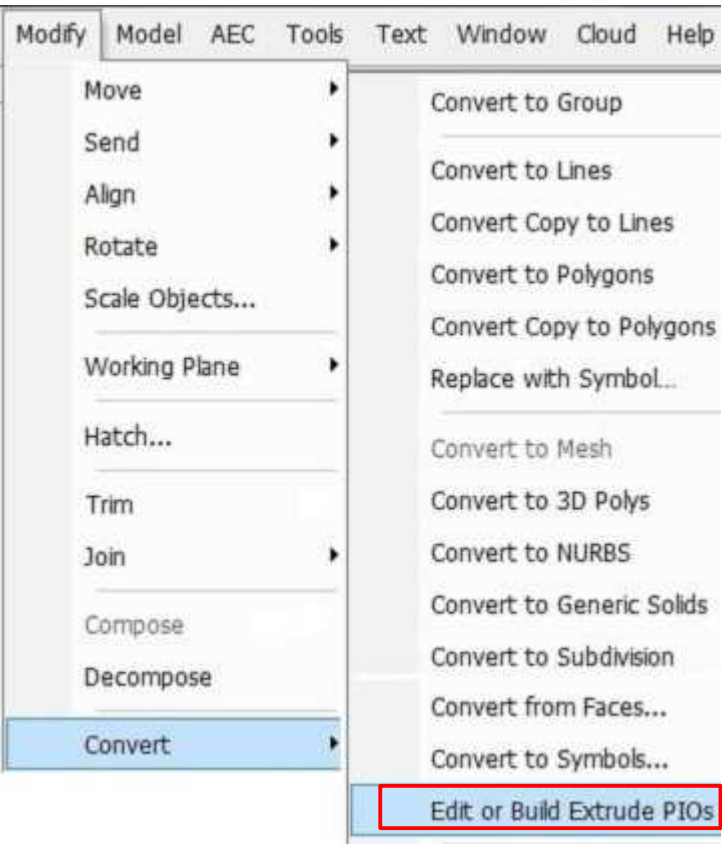 Modify Model AEC Tools Text Window Cloud Help
Move
Send
Align
Rotate
Scale Objects...
Working Plane
Hatch...
Trim
Join
Compose
Decompose
Convert
Convert to Group
Convert to Lines
Convert Copy to Lines
Convert to Polygons
Convert Copy to Polygons
Replace with Symbol...
Convert to Mesh
Convert to 3D Polys
Convert to NURBS
Convert to Generic Solids
Convert to Subdivision
Convert from Faces...
Convert to Symbols...
Edit or Build Extrude PIOs